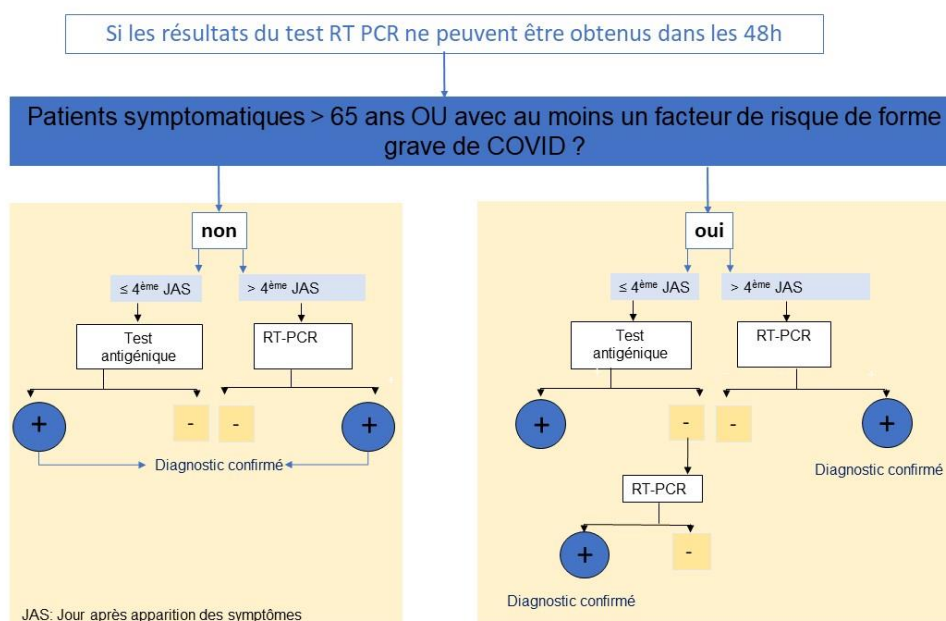 Si les résultats du test RT PCR ne peuvent être obtenus dans les 48h
Patients symptomatiques > 65 ans OU avec au moins un facteur de risque de forme
grave de COVID ?
non
≤ 4ème JAS
> 4ème JAS
Test
antigénique
RT-PCR
+
-
-
+
Diagnostic confirmé
JAS: Jour après apparition des symptômes
oui
≤ 4ème JAS
> 4ème JAS
Test
antigénique
RT-PCR
+
-
-
+
Diagnostic confirmé
RT-PCR
+
-
Diagnostic confirmé